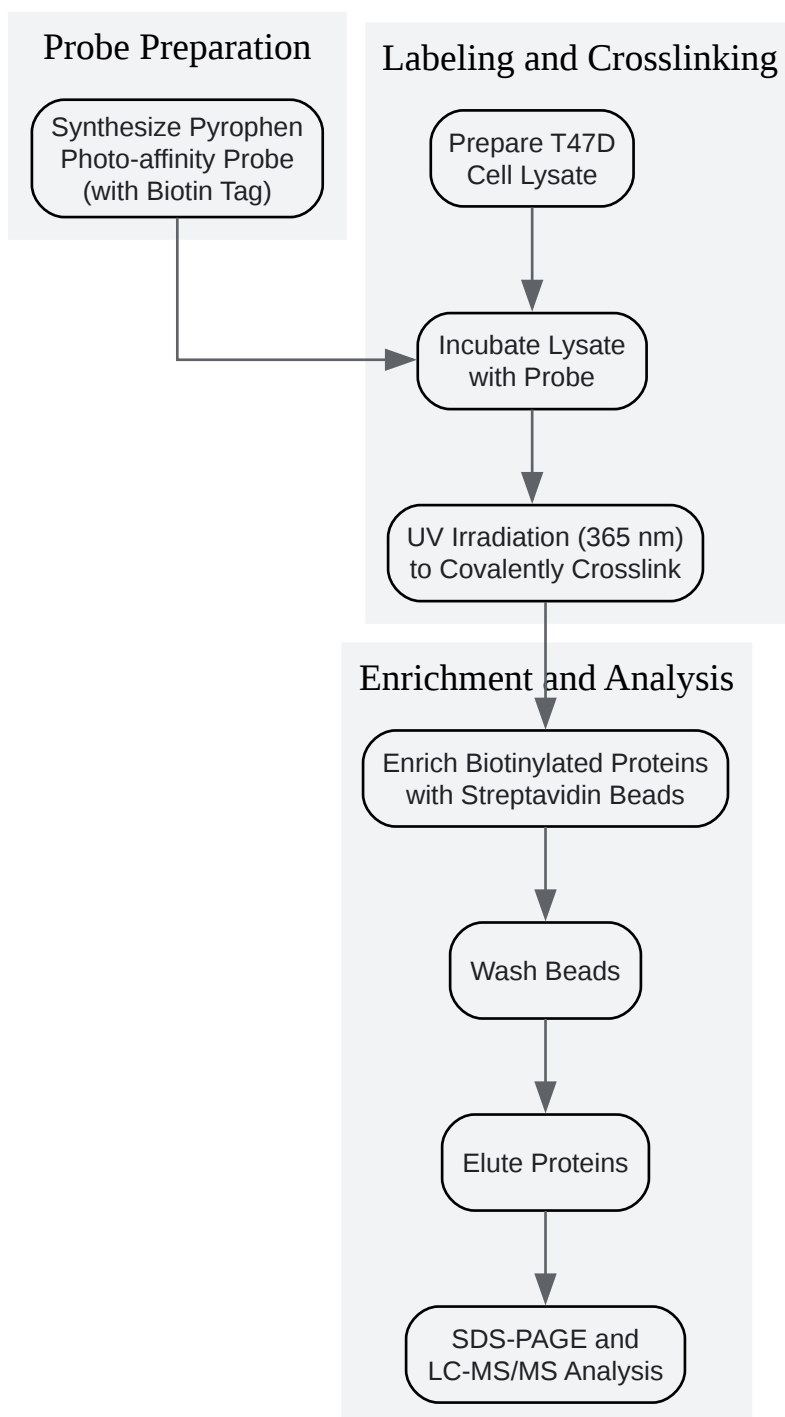 Probe Preparation
Synthesize Pyrophen
Photo-affinity Probe
(with Biotin Tag)
Labeling and Crosslinking
Prepare T47D
Cell Lysate
Incubate Lysate
with Probe
UV Irradiation (365 nm)
to Covalently Crosslink
Enrichment and Analysis
Enrich Biotinylated Proteins
with Streptavidin Beads
Wash Beads
Elute Proteins
SDS-PAGE and
LC-MS/MS Analysis